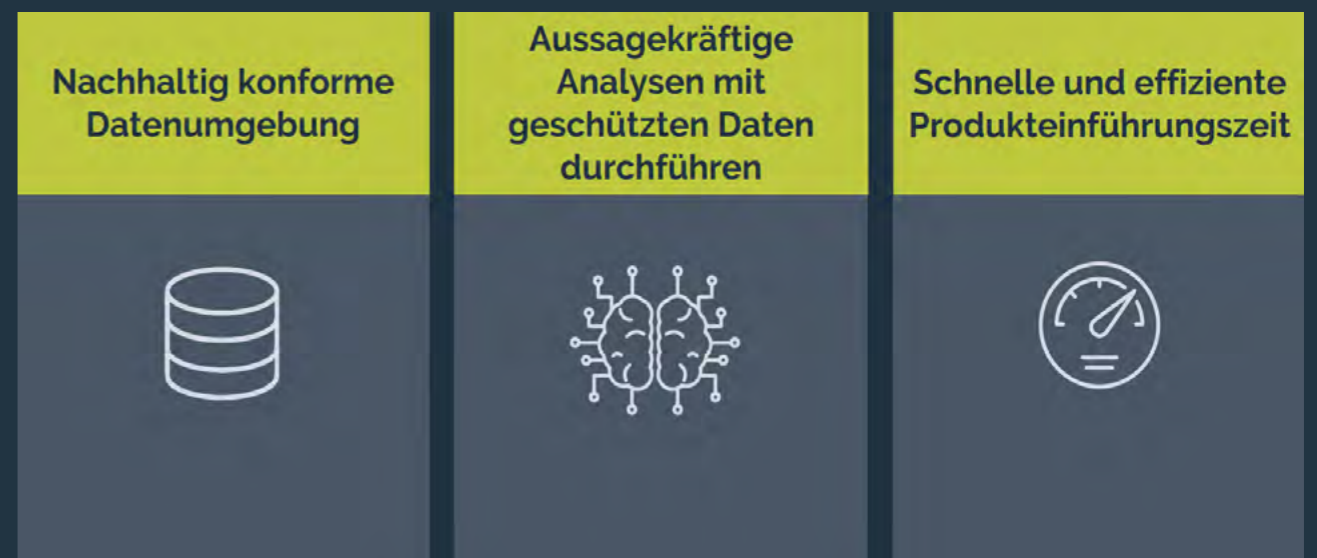 Nachhaltig konforme
Datenumgebung
Aussagekräftige
Analysen mit
geschützten Daten
durchführen
Schnelle und effiziente
Produkteinführungszeit